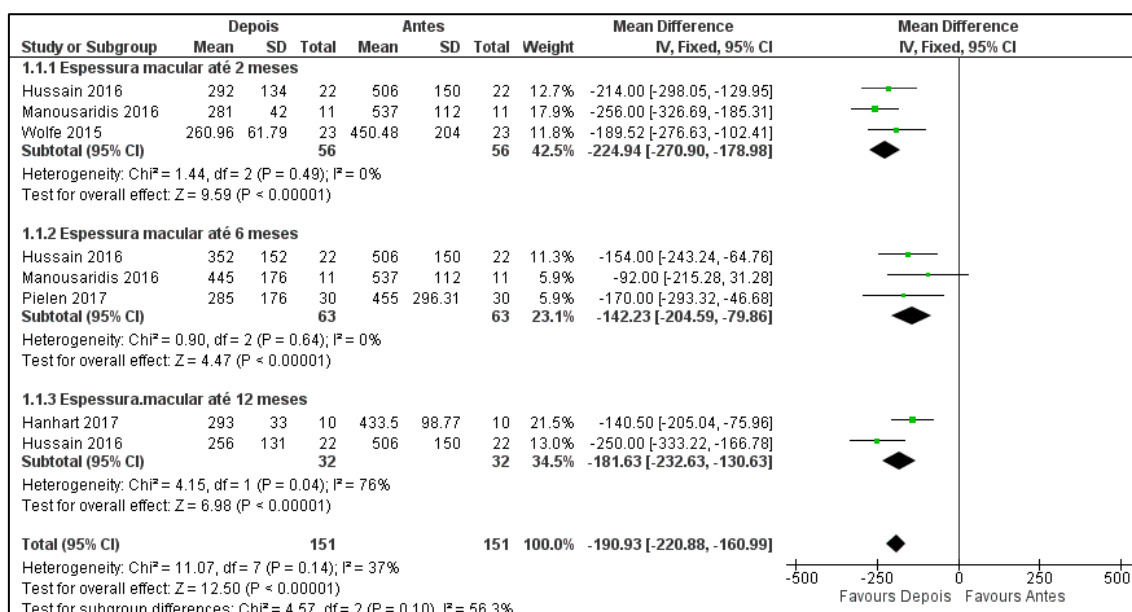 Depois Antes Mean Difference Mean Difference
Study or Subgroup Mean SD Total Mean SD Total Weight IV, Fixed, 95% CI IV, Fixed, 95% CI
1.1.1 Espessura macular até 2 meses
Hussain 2016 292 134 22 506 150 22 12.7% -214.00 [-298.05, -129.95]
Manousaridis 2016 281 42 11 537 112 11 17.9% -256.00 [-326.69, -185.31]
Wolfe 2015 260.96 61.79 23 450.48 204 23 11.8% -189.52 [-276.63, -102.41]
Subtotal (95% CI) 56 56 42.5% -224.94 [-270.90, -178.98]
Heterogeneity: Chi² = 1.44, df = 2 (P = 0.49); I² = 0%
Test for overall effect: Z = 9.59 (P < 0.00001)
1.1.2 Espessura macular até 6 meses
Hussain 2016 352 152 22 506 150 22 11.3% -154.00 [-243.24, -64.76]
Manousaridis 2016 445 176 11 537 112 11 5.9% -92.00 [-215.28, 31.28]
Pielen 2017 285 176 30 455 296.31 30 5.9% -170.00 [-293.32, -46.68]
Subtotal (95% CI) 63 63 23.1% -142.23 [-204.59, -79.86]
Heterogeneity: Chi² = 0.90, df = 2 (P = 0.64); I² = 0%
Test for overall effect: Z = 4.47 (P < 0.00001)
1.1.3 Espessura.macular até 12 meses
Hanhart 2017 293 33 10 433.5 98.77 10 21.5% -140.50 [-205.04, -75.96]
Hussain 2016 256 131 22 506 150 22 13.0% -250.00 [-333.22, -166.78]
Subtotal (95% CI) 32 32 34.5% -181.63 [-232.63, -130.63]
Heterogeneity: Chi² = 4.15, df = 1 (P = 0.04); I² = 76%
Test for overall effect: Z = 6.98 (P < 0.00001)
Total (95% CI) 151 151 100.0% -190.93 [-220.88, -160.99]
Heterogeneity: Chi² = 11.07, df = 7 (P = 0.14); I² = 37%
Test for overall effect: Z = 12.50 (P < 0.00001)
Test for subgroup differences: Chi² = 4.57, df = 2 (P = 0.10), I² = 56.3%
-500 -250 0 250 500
Favours Depois Favours Antes